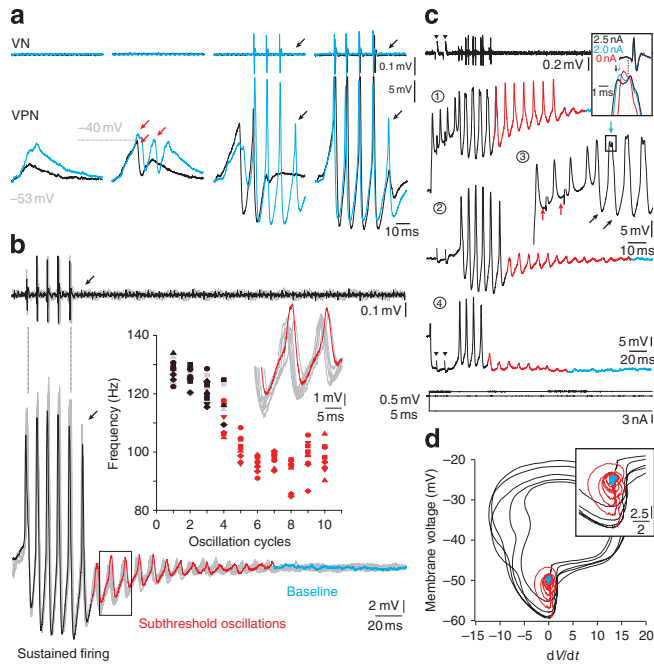 a
VN
0.1 mV
5 mV
VPN
–40 mV
–53 mV
10 ms
b
0.1 mV
140
120
100
80
Frequency (Hz)
0 2 4 6 8 10
Oscillation cycles
1 mV
5 ms
Baseline
Subthreshold oscillations
2 mV
20 ms
Sustained firing
c
2.5 nA
2.0 nA
0 nA
1 ms
0.2 mV
1
3
2
5 mV
10 ms
4
5 mV
20 ms
0.5 mV
5 ms
3 nA
d
–20
–30
–40
–50
–60
Membrane voltage (mV)
2.5
2
–15 –10 –5 0 5 10 15 20
dV/dt